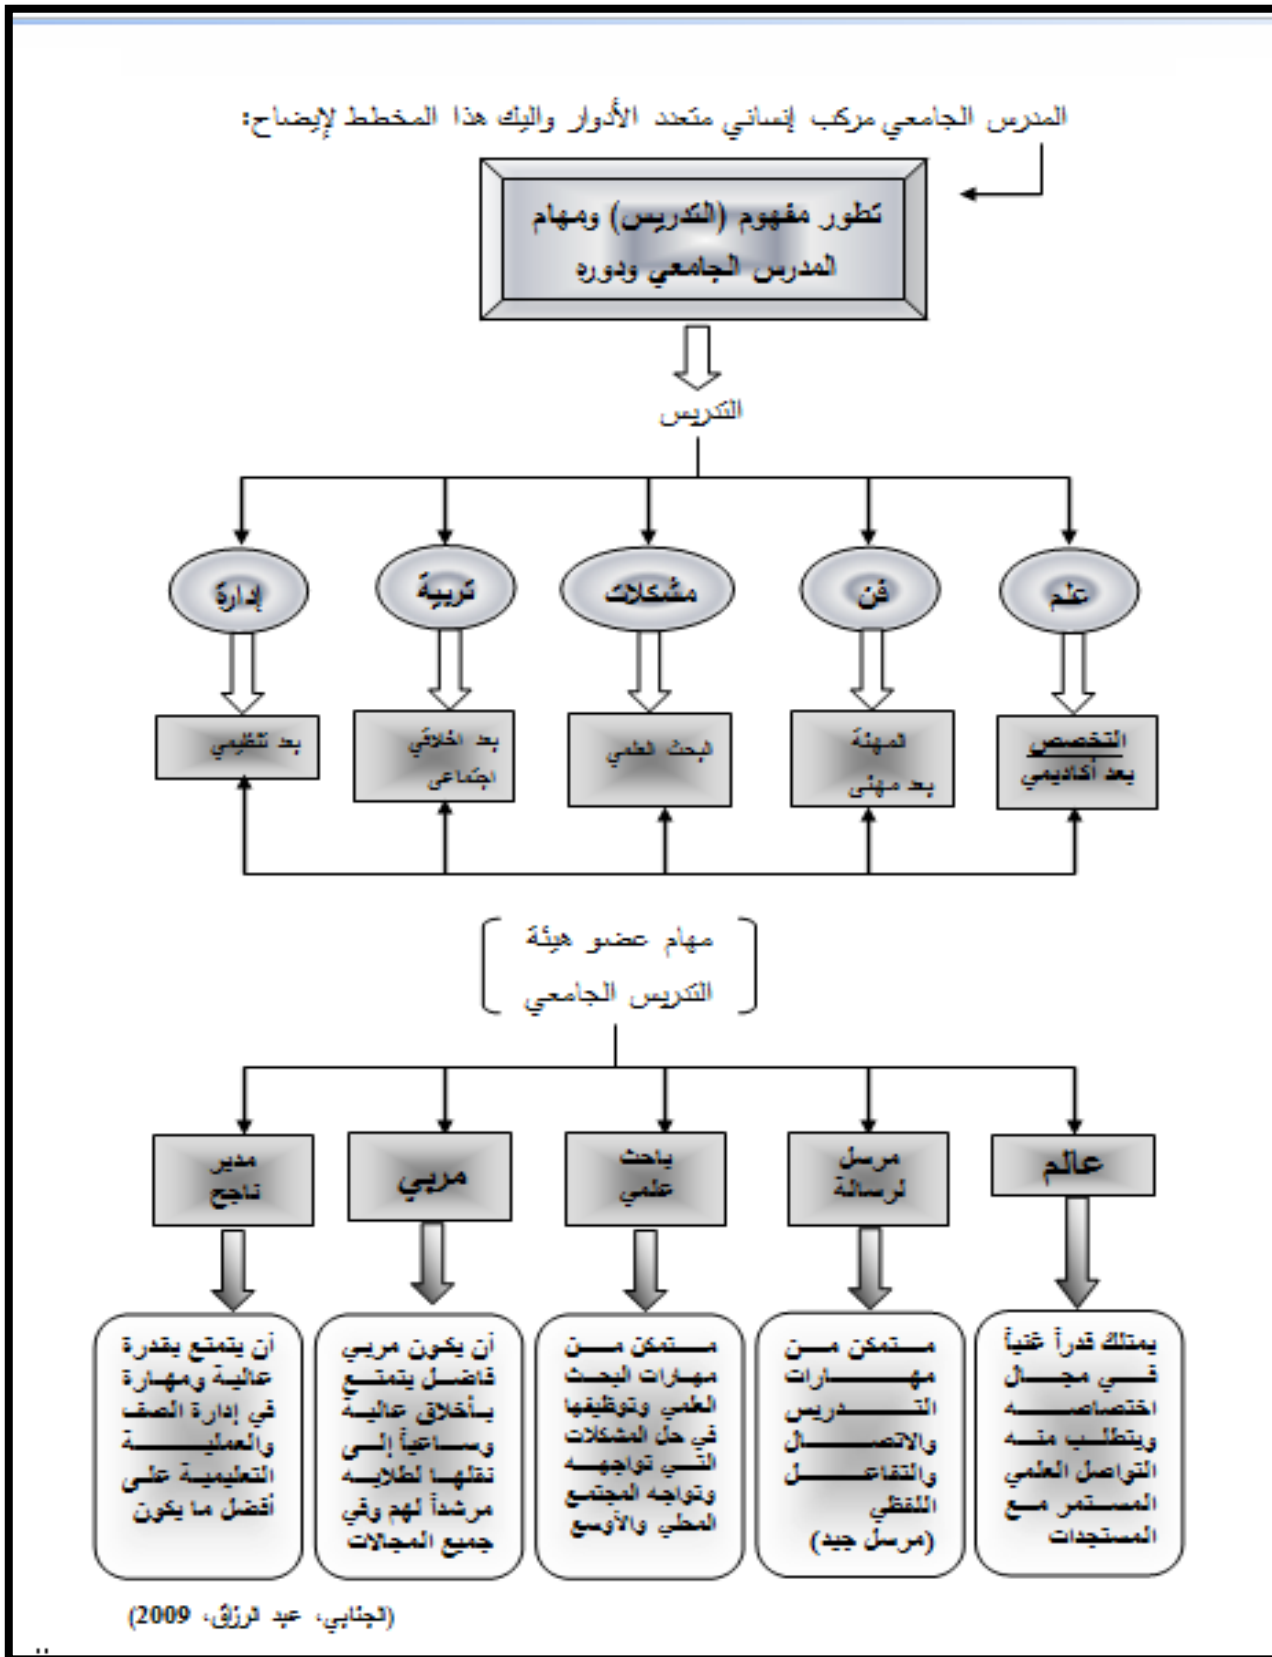 المدرس الجامعي مركب إنساني متعدد الأدوار واليك هذا المخطط لإيضاح:
تطور مفهوم (التدريس) ومهام
المدرس الجامعي ودوره
التدريس
علم
فن
مشكلات
تربية
إدارة
التخصص
بعد أكاديمي
المهنة
بعد مهنى
البحث العلمي
بعد اخلاقي
اجتماعى
بعد تنظيمي
مهام عضو هيئة
التدريس الجامعي
عالم
مرسل
لرسالة
باحث
علمي
مربي
مدير
ناجح
يمتلك قدراً غنياً
في مجال
اختصاصه
ويتطلب منه
التواصل العلمي
المستمر مع
المستجدات
متمكن من
مهارات
التدريس
والاتصال
والتفاعل
اللفظي
(مرسل جيد)
متمكن من
مهارات البحث
العلمي وتوظيفها
في حل المشكلات
التي تواجهه
وتواجه المجتمع
المحلي والأوسع
أن يكون مربي
فاضل يتمتع
بأخلاق عالية
وساعياً إلى
نقلها لطلابه
مرشداً لهم وفي
جميع المجالات
أن يتمتع بقدرة
عالية ومهارة
في إدارة الصف
والعملية
التعليمية على
أفضل ما يكون
(الجنابي، عبد الرزاق، 2009)